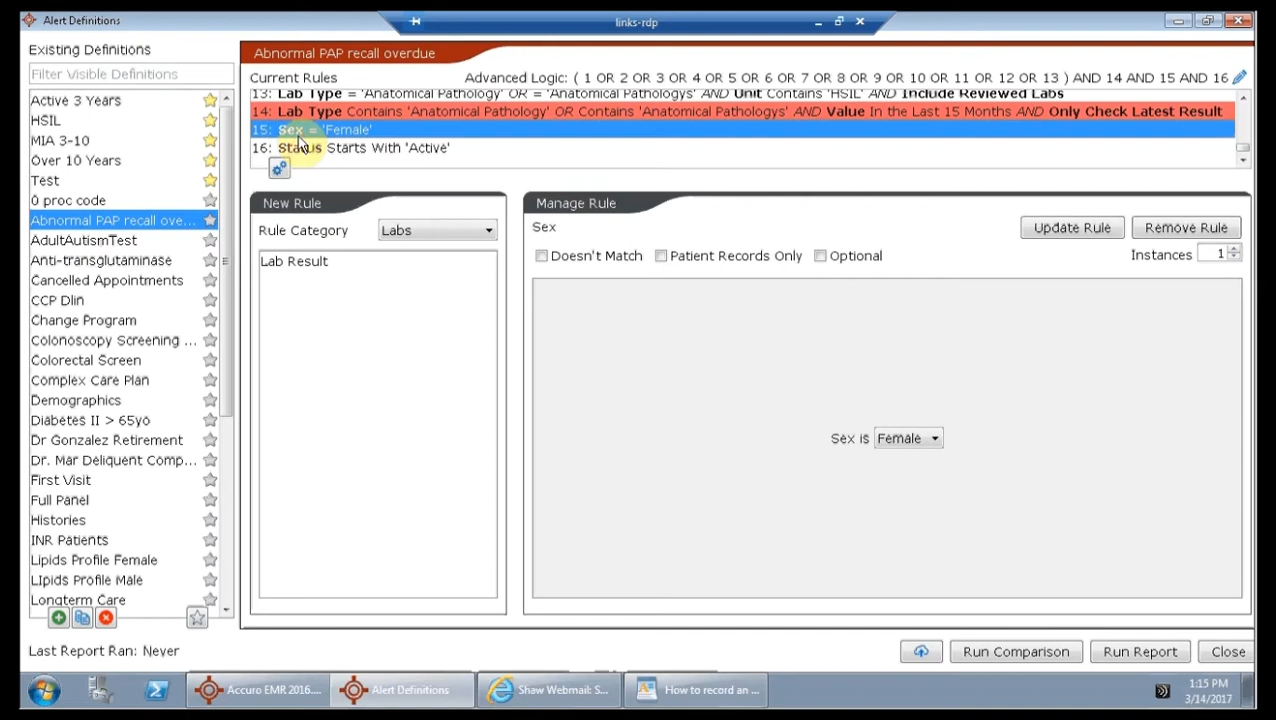 Alert Definitions
links-rdp
Existing Definitions
Filter Visible Definitions
Active 3 Years
HSIL
MIA 3-10
Over 10 Years
Test
0 proc code
Abnormal PAP recall ove...
AdultAutismTest
Anti-transglutaminase
Cancelled Appointments
CCP Dlin
Change Program
Colonoscopy Screening ...
Colorectal Screen
Complex Care Plan
Demographics
Diabetes II > 65yo
Dr Gonzalez Retirement
Dr. Mar Deliquent Comp...
First Visit
Full Panel
Histories
INR Patients
Lipids Profile Female
LIpids Profile Male
Longterm Care
Last Report Ran: Never
Abnormal PAP recall overdue
Current Rules
Advanced Logic: ( 1 OR 2 OR 3 OR 4 OR 5 OR 6 OR 7 OR 8 OR 9 OR 10 OR 11 OR 12 OR 13 ) AND 14 AND 15 AND 16
13: Lab Type = 'Anatomical Pathology' OR = 'Anatomical Pathologys' AND Unit Contains 'HSIL' AND Include Reviewed Labs
14: Lab Type Contains 'Anatomical Pathology' OR Contains 'Anatomical Pathologys' AND Value In the Last 15 Months AND Only Check Latest Result
15: Sex = 'Female'
16: Status Starts With 'Active'
New Rule
Rule Category Labs
Lab Result
Manage Rule
Sex
Update Rule Remove Rule
Doesn't Match Patient Records Only Optional Instances 1
Sex is Female
Run Comparison Run Report Close
Accuro EMR 2016....
Alert Definitions
Shaw Webmail: S...
How to record an ...
1:15 PM
3/14/2017